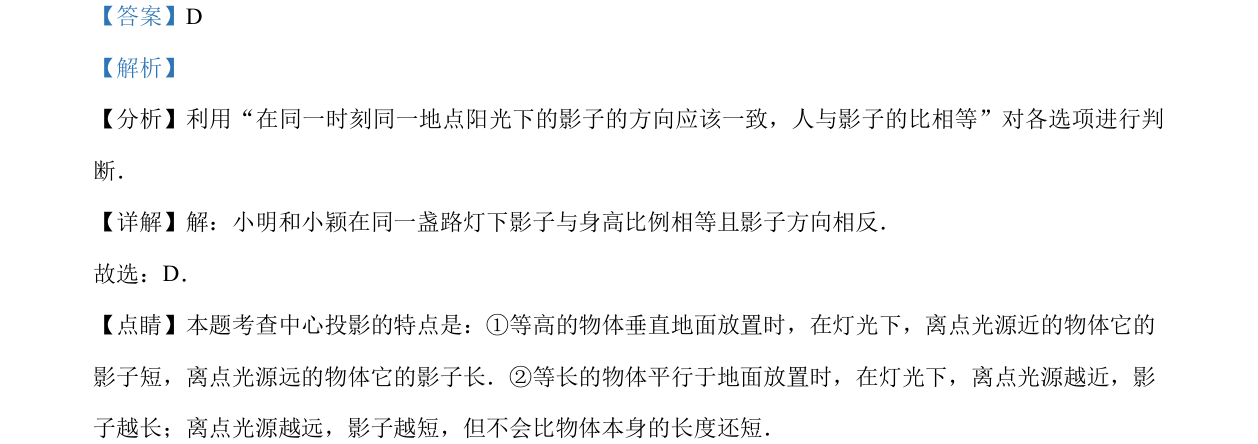 【答案】D
【解析】
【分析】利用“在同一时刻同一地点阳光下的影子的方向应该一致，人与影子的比相等”对各选项进行判
断．
【详解】解：小明和小颖在同一盏路灯下影子与身高比例相等且影子方向相反．
故选：D．
【点睛】本题考查中心投影的特点是：①等高的物体垂直地面放置时，在灯光下，离点光源近的物体它的
影子短，离点光源远的物体它的影子长．②等长的物体平行于地面放置时，在灯光下，离点光源越近，影
子越长；离点光源越远，影子越短，但不会比物体本身的长度还短．